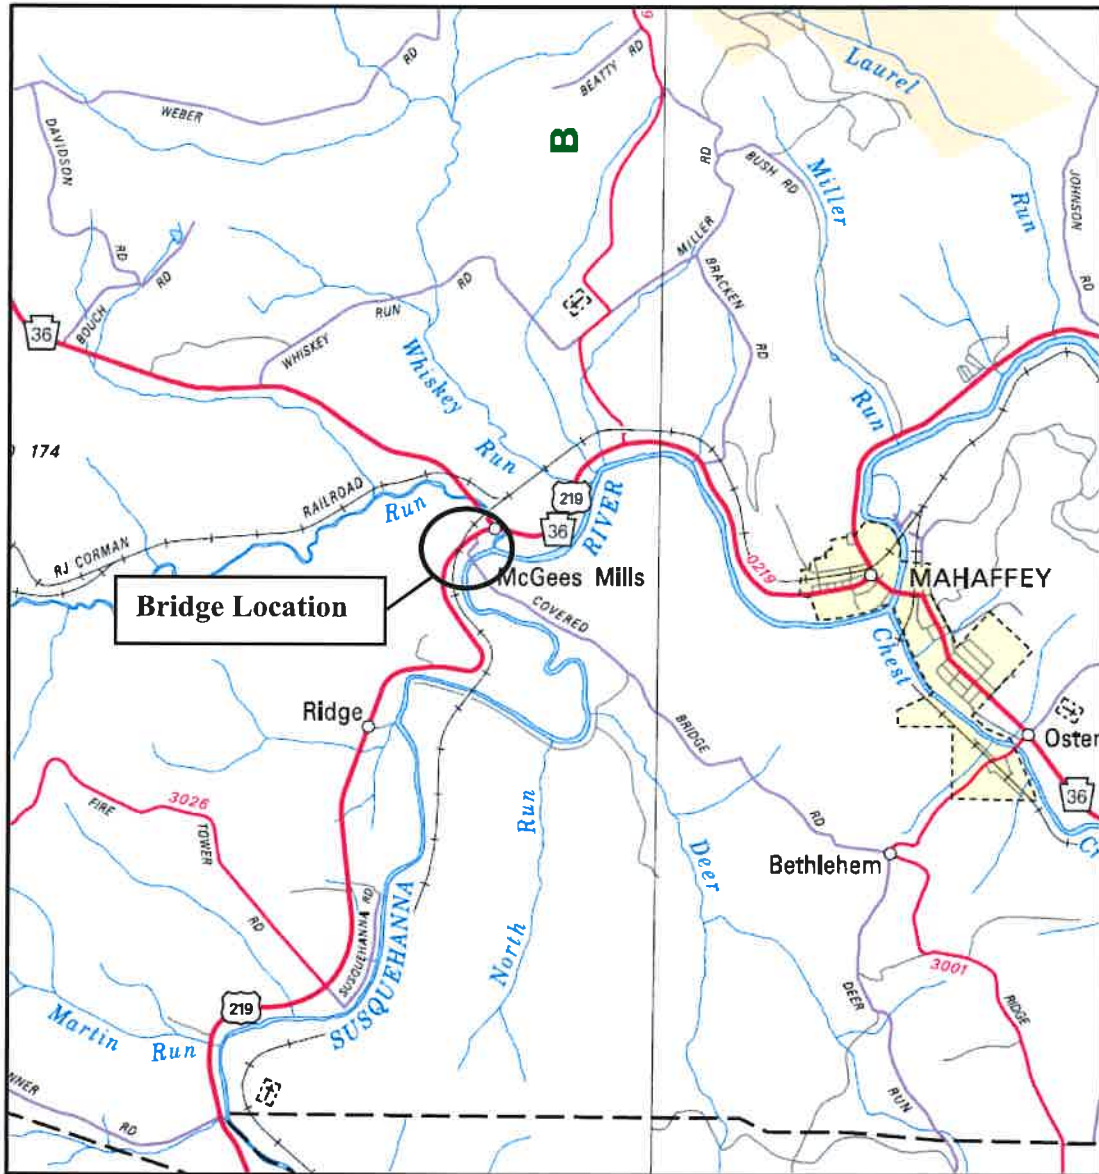 9
BEATTY RD
Laurel
Run
WEBER
RD
B
DAVIDSON
RD
RD
BUSH RD
Miller
Run
JOHNSON
RD
MILLER
BRACKEN
RD
BOUCH
RD
36
WHISKEY
RUN
RD
Whiskey
Run
174
RJ CORMAN
RAILROAD
Run
219
36
RIVER
0219
McGees Mills
MAHAFFEY
Bridge Location
COVERED
BRIDGE
RD
Chest
Ridge
Oster
36
3026
FIRE
TOWER
RD
North
Run
Deer
Bethlehem
SUSQUEHANNA RD
SUSQUEHANNA
219
3001
RIDGE
DEER
RUN
Martin
Run
NNER
RD